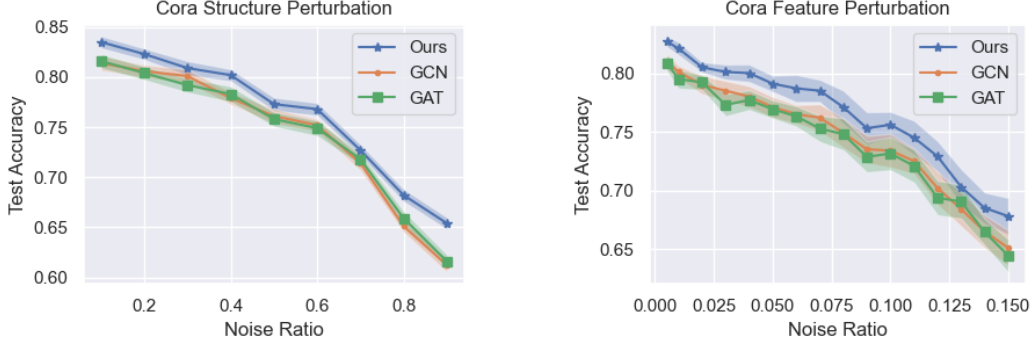 Cora Structure Perturbation
0.85
0.80
0.75
0.70
0.65
0.60
Test Accuracy
Ours
GCN
GAT
0.2
0.4
0.6
0.8
Noise Ratio
Cora Feature Perturbation
0.80
0.75
0.70
0.65
Test Accuracy
Ours
GCN
GAT
0.000 0.025 0.050 0.075 0.100 0.125 0.150
Noise Ratio